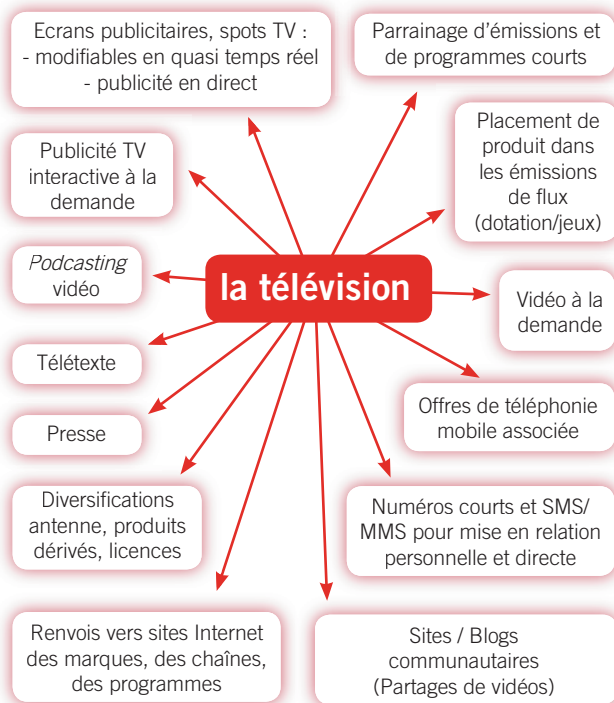 Ecrans publicitaires, spots TV :
- modifiables en quasi temps réel
- publicité en direct
Parrainage d'émissions et
de programmes courts
Publicité TV
interactive à la
demande
Placement de
produit dans
les émissions
de flux
(dotation/jeux)
Podcasting
vidéo
la télévision
Vidéo à la
demande
Télétexte
Offres de téléphonie
mobile associée
Presse
Diversifications
antenne, produits
dérivés, licences
Numéros courts et SMS/
MMS pour mise en relation
personnelle et directe
Renvois vers sites Internet
des marques, des chaînes,
des programmes
Sites / Blogs
communautaires
(Partages de vidéos)